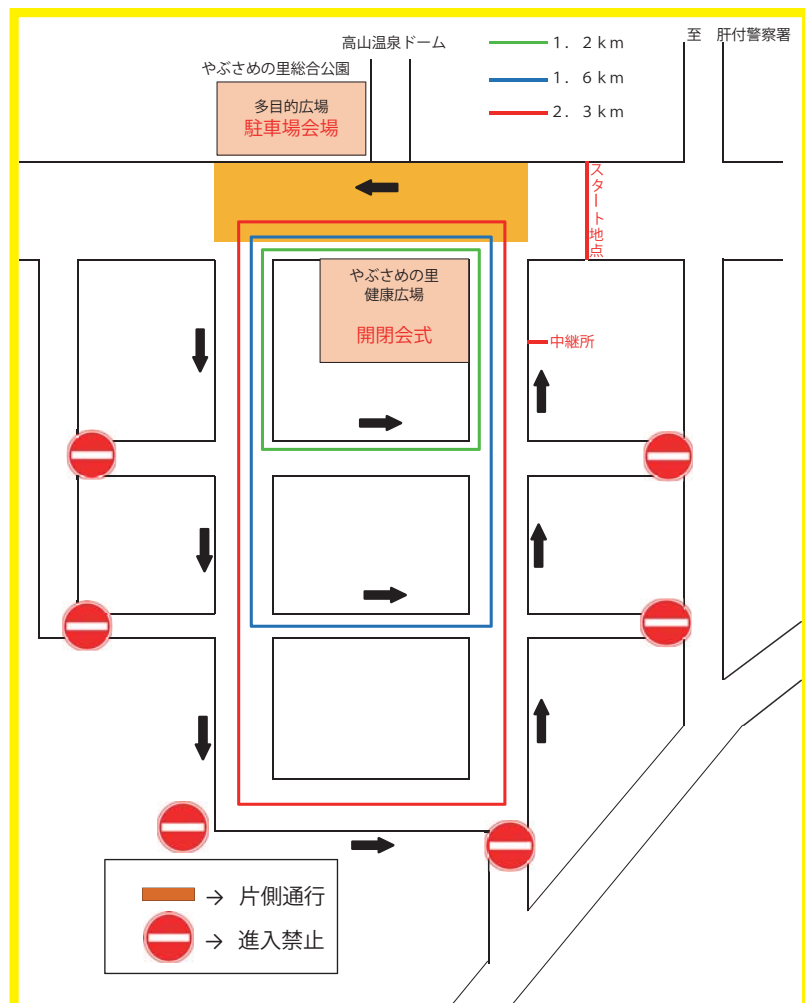 高山温泉ドーム
至　肝付警察署
1．2ｋｍ
1．6ｋｍ
2．3ｋｍ
やぶさめの里総合公園
多目的広場
駐車場会場
スタート地点
やぶさめの里
健康広場
開閉会式
中継所
→ 片側通行
→ 進入禁止